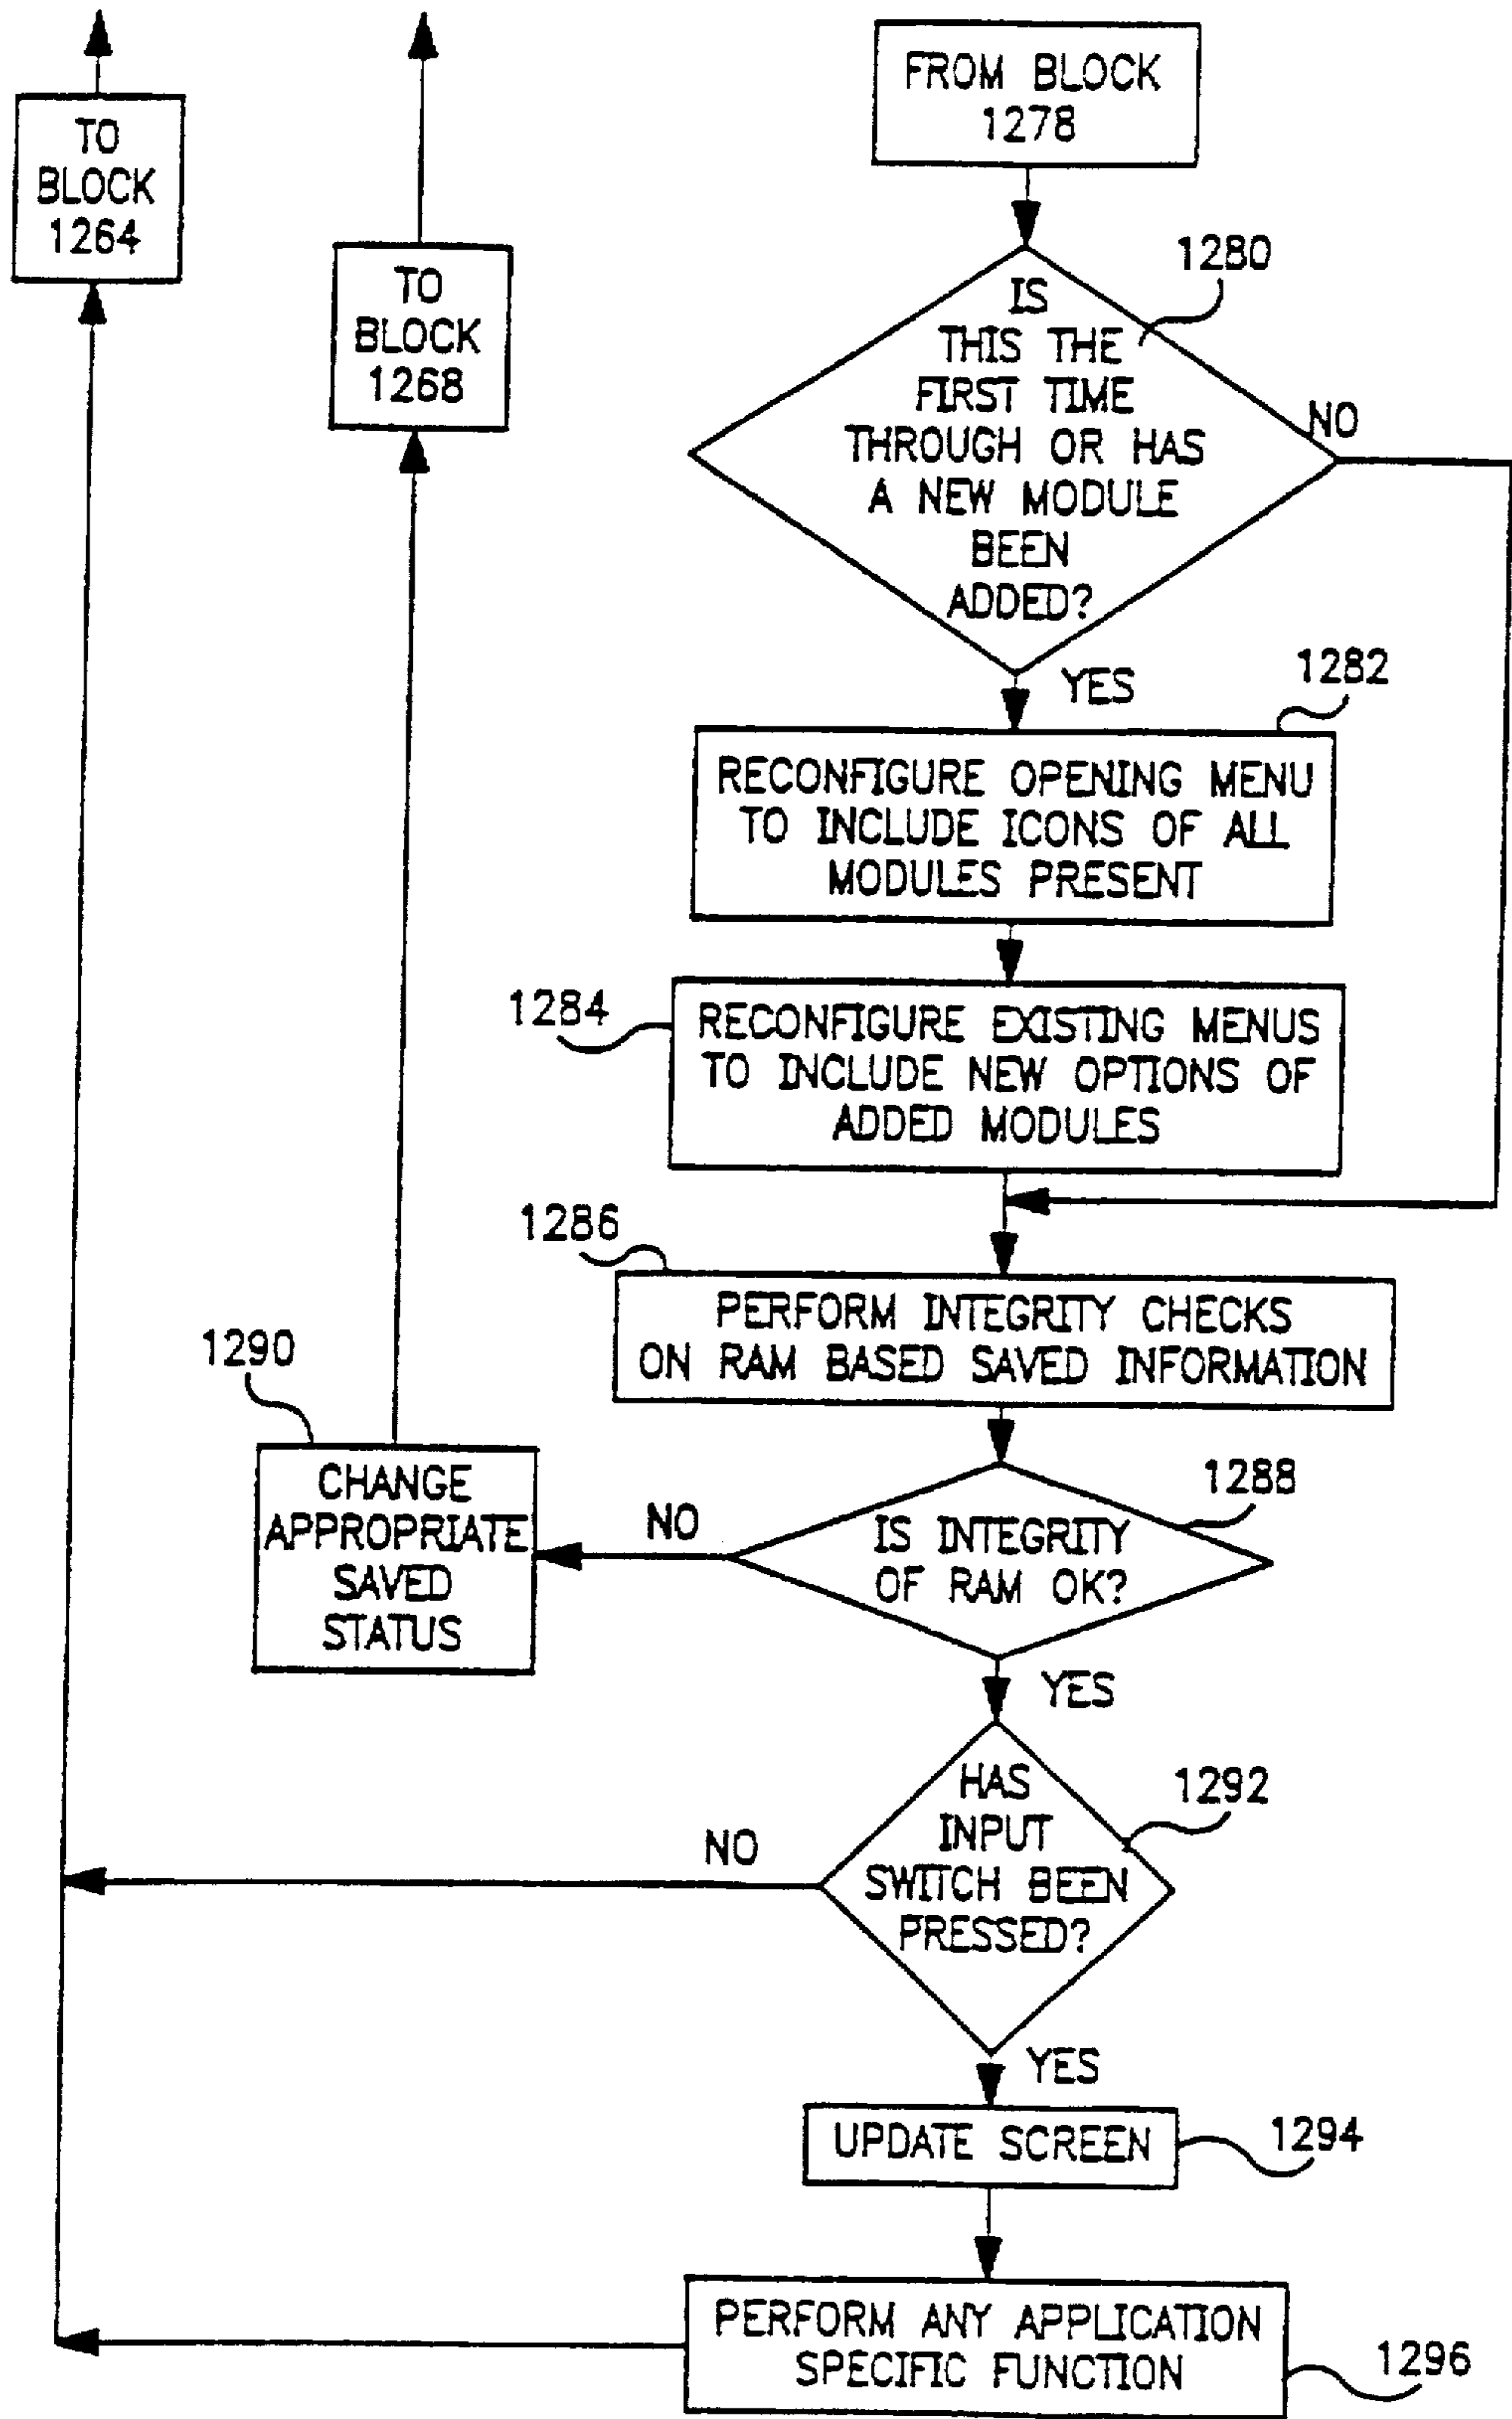 TO
BLOCK
1264
TO
BLOCK
1268
FROM BLOCK
1278
1280
IS
THIS THE
FIRST TIME
THROUGH OR HAS
A NEW MODULE
BEEN
ADDED?
NO
YES
1282
RECONFIGURE OPENING MENU
TO INCLUDE ICONS OF ALL
MODULES PRESENT
1284
RECONFIGURE EXISTING MENUS
TO INCLUDE NEW OPTIONS OF
ADDED MODULES
1286
PERFORM INTEGRITY CHECKS
ON RAM BASED SAVED INFORMATION
1290
CHANGE
APPROPRIATE
SAVED
STATUS
NO
1288
IS INTEGRITY
OF RAM OK?
YES
1292
HAS
INPUT
SWITCH BEEN
PRESSED?
NO
YES
UPDATE SCREEN
1294
PERFORM ANY APPLICATION
SPECIFIC FUNCTION
1296